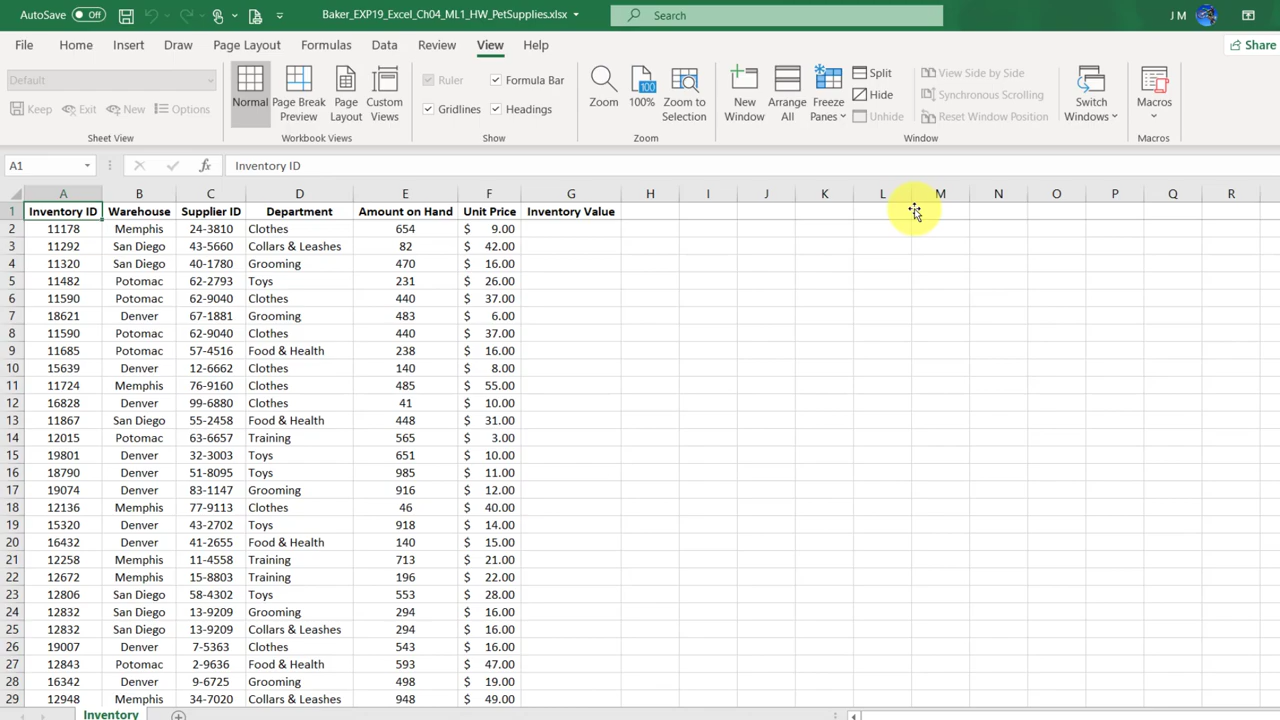 AutoSave Off Baker_EXP19_Excel_Ch04_ML1_HW_PetSupplies.xlsx Search J M
File Home Insert Draw Page Layout Formulas Data Review View Help Share
Default Ruler Formula Bar View Side by Side
Split
Keep Exit New Options Normal Page Break Preview Page Layout Custom Views Gridlines Headings Zoom 100% Zoom to Selection New Window Arrange All Freeze Panes Hide Synchronous Scrolling Switch Windows Macros
Unhide Reset Window Position
Sheet View Workbook Views Show Zoom Window Macros
A1 fx Inventory ID
A B C D E F G H I J K L M N O P Q R
1 Inventory ID Warehouse Supplier ID Department Amount on Hand Unit Price Inventory Value
2 11178 Memphis 24-3810 Clothes 654 $ 9.00
3 11292 San Diego 43-5660 Collars & Leashes 82 $ 42.00
4 11320 San Diego 40-1780 Grooming 470 $ 16.00
5 11482 Potomac 62-2793 Toys 231 $ 26.00
6 11590 Potomac 62-9040 Clothes 440 $ 37.00
7 18621 Denver 67-1881 Grooming 483 $ 6.00
8 11590 Potomac 62-9040 Clothes 440 $ 37.00
9 11685 Potomac 57-4516 Food & Health 238 $ 16.00
10 15639 Denver 12-6662 Clothes 140 $ 8.00
11 11724 Memphis 76-9160 Clothes 485 $ 55.00
12 16828 Denver 99-6880 Clothes 41 $ 10.00
13 11867 San Diego 55-2458 Food & Health 448 $ 31.00
14 12015 Potomac 63-6657 Training 565 $ 3.00
15 19801 Denver 32-3003 Toys 651 $ 10.00
16 18790 Denver 51-8095 Toys 985 $ 11.00
17 19074 Denver 83-1147 Grooming 916 $ 12.00
18 12136 Memphis 77-9113 Clothes 46 $ 40.00
19 15320 Denver 43-2702 Toys 918 $ 14.00
20 16432 Denver 41-2655 Food & Health 140 $ 15.00
21 12258 Memphis 11-4558 Training 713 $ 21.00
22 12672 Memphis 15-8803 Training 196 $ 22.00
23 12806 San Diego 58-4302 Toys 553 $ 28.00
24 12832 San Diego 13-9209 Grooming 294 $ 16.00
25 12832 San Diego 13-9209 Collars & Leashes 294 $ 16.00
26 19007 Denver 7-5363 Clothes 543 $ 16.00
27 12843 Potomac 2-9636 Food & Health 593 $ 47.00
28 16342 Denver 9-6725 Grooming 498 $ 19.00
29 12948 Memphis 34-7020 Collars & Leashes 948 $ 49.00
Inventory